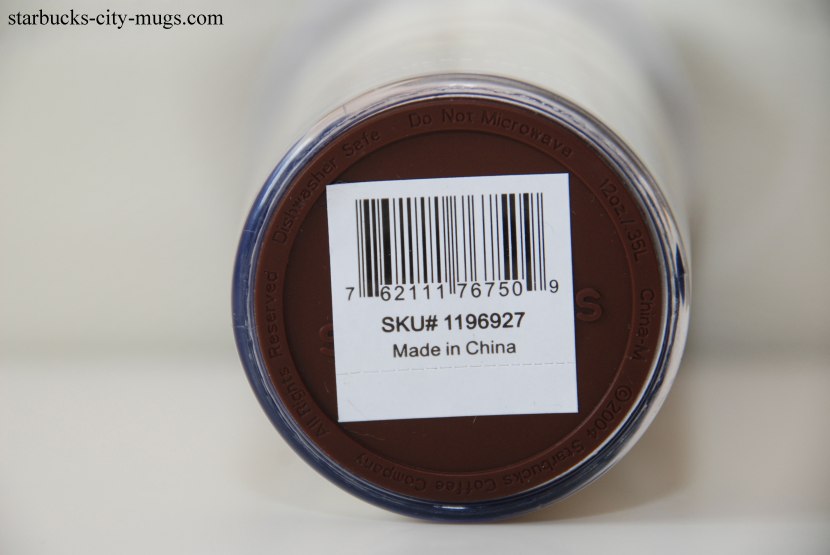 starbucks-city-mugs.com
Dishwasher Safe
Do Not Microwave
12oz./.35L
China-M
©2004 Starbucks Coffee Company
All Rights Reserved
7 62111 76750 9
SKU# 1196927
Made in China
S S